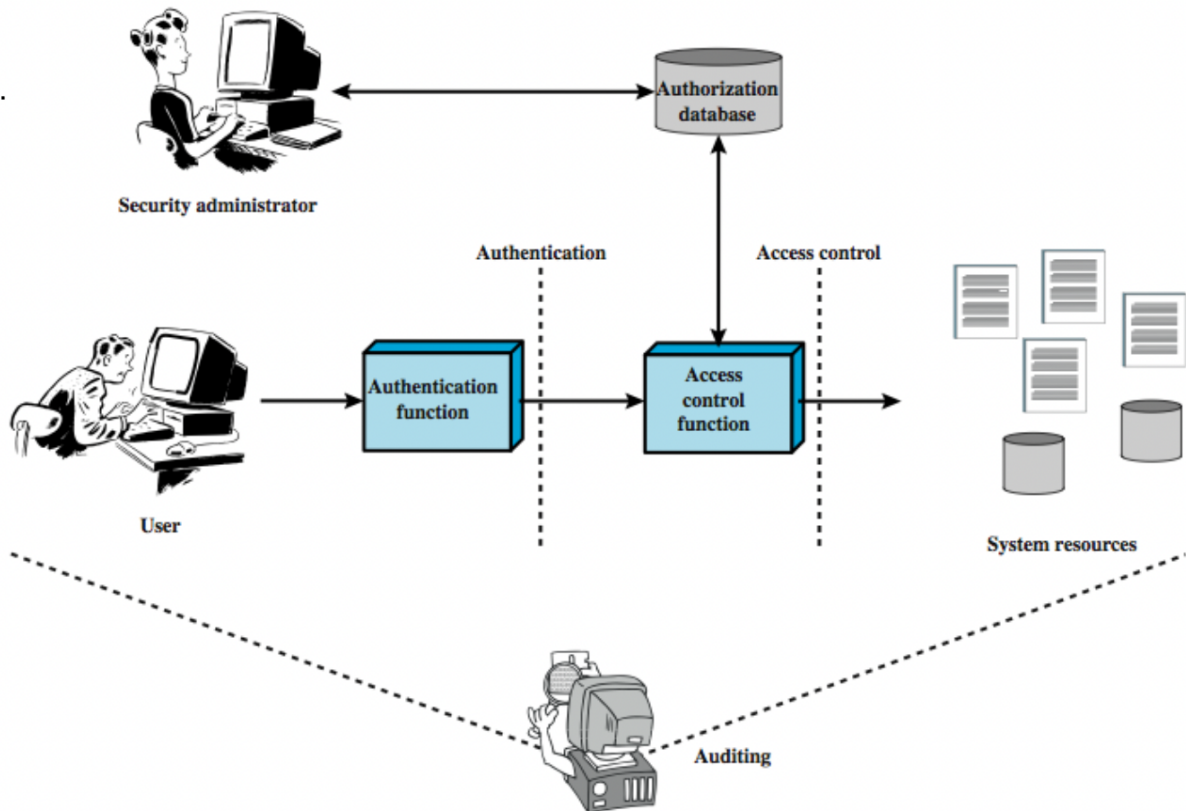 Authorization
database
Security administrator
Authentication
Access control
Authentication
function
Access
control
function
User
System resources
Auditing